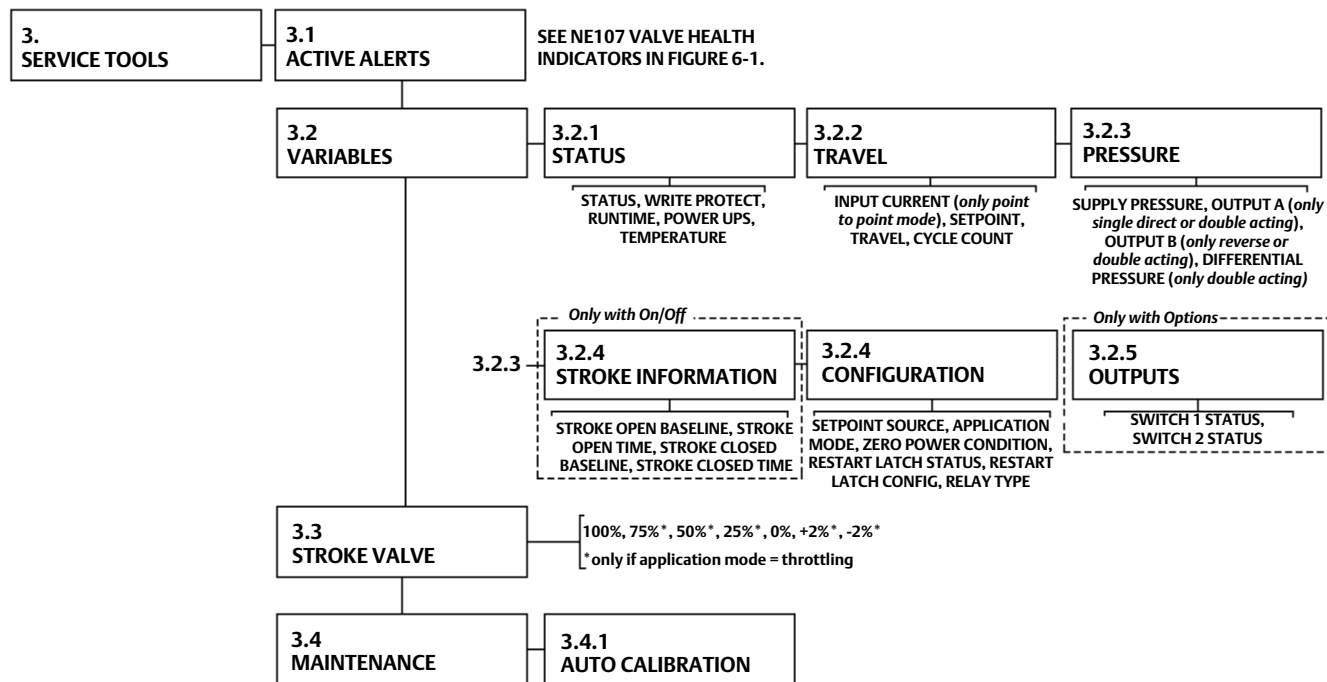 3.
SERVICE TOOLS
3.1
ACTIVE ALERTS
SEE NE107 VALVE HEALTH
INDICATORS IN FIGURE 6-1.
3.2
VARIABLES
3.2.1
STATUS
3.2.2
TRAVEL
3.2.3
PRESSURE
STATUS, WRITE PROTECT,
RUNTIME, POWER UPS,
TEMPERATURE
INPUT CURRENT (only point
to point mode), SETPOINT,
TRAVEL, CYCLE COUNT
SUPPLY PRESSURE, OUTPUT A (only
single direct or double acting),
OUTPUT B (only reverse or
double acting), DIFFERENTIAL
PRESSURE (only double acting)
Only with On/Off
Only with Options
3.2.3
3.2.4
STROKE INFORMATION
3.2.4
CONFIGURATION
3.2.5
OUTPUTS
STROKE OPEN BASELINE, STROKE
OPEN TIME, STROKE CLOSED
BASELINE, STROKE CLOSED TIME
SETPOINT SOURCE, APPLICATION
MODE, ZERO POWER CONDITION,
RESTART LATCH STATUS, RESTART
LATCH CONFIG, RELAY TYPE
SWITCH 1 STATUS,
SWITCH 2 STATUS
3.3
STROKE VALVE
100%, 75%*, 50%*, 25%*, 0%, +2%*, -2%*
*only if application mode = throttling
3.4
MAINTENANCE
3.4.1
AUTO CALIBRATION